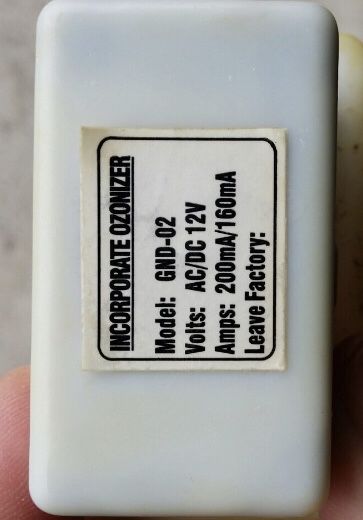 INCORPORATE OZONIZER
Model: GND-02
Volts: AC/DC 12V
Amps: 200mA/160mA
Leave Factory: